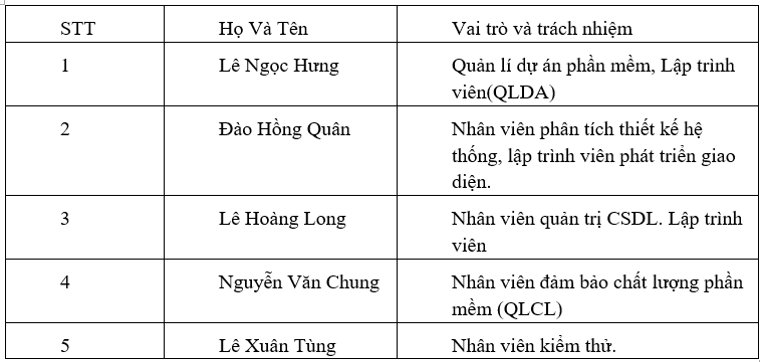 STT Họ Và Tên Vai trò và trách nhiệm
1 Lê Ngọc Hưng Quản lí dự án phần mềm, Lập trình
viên(QLDA)
2 Đào Hồng Quân Nhân viên phân tích thiết kế hệ
thống, lập trình viên phát triển giao
diện.
3 Lê Hoàng Long Nhân viên quản trị CSDL. Lập trình
viên
4 Nguyễn Văn Chung Nhân viên đảm bảo chất lượng phần
mềm (QLCL)
5 Lê Xuân Tùng Nhân viên kiểm thử.